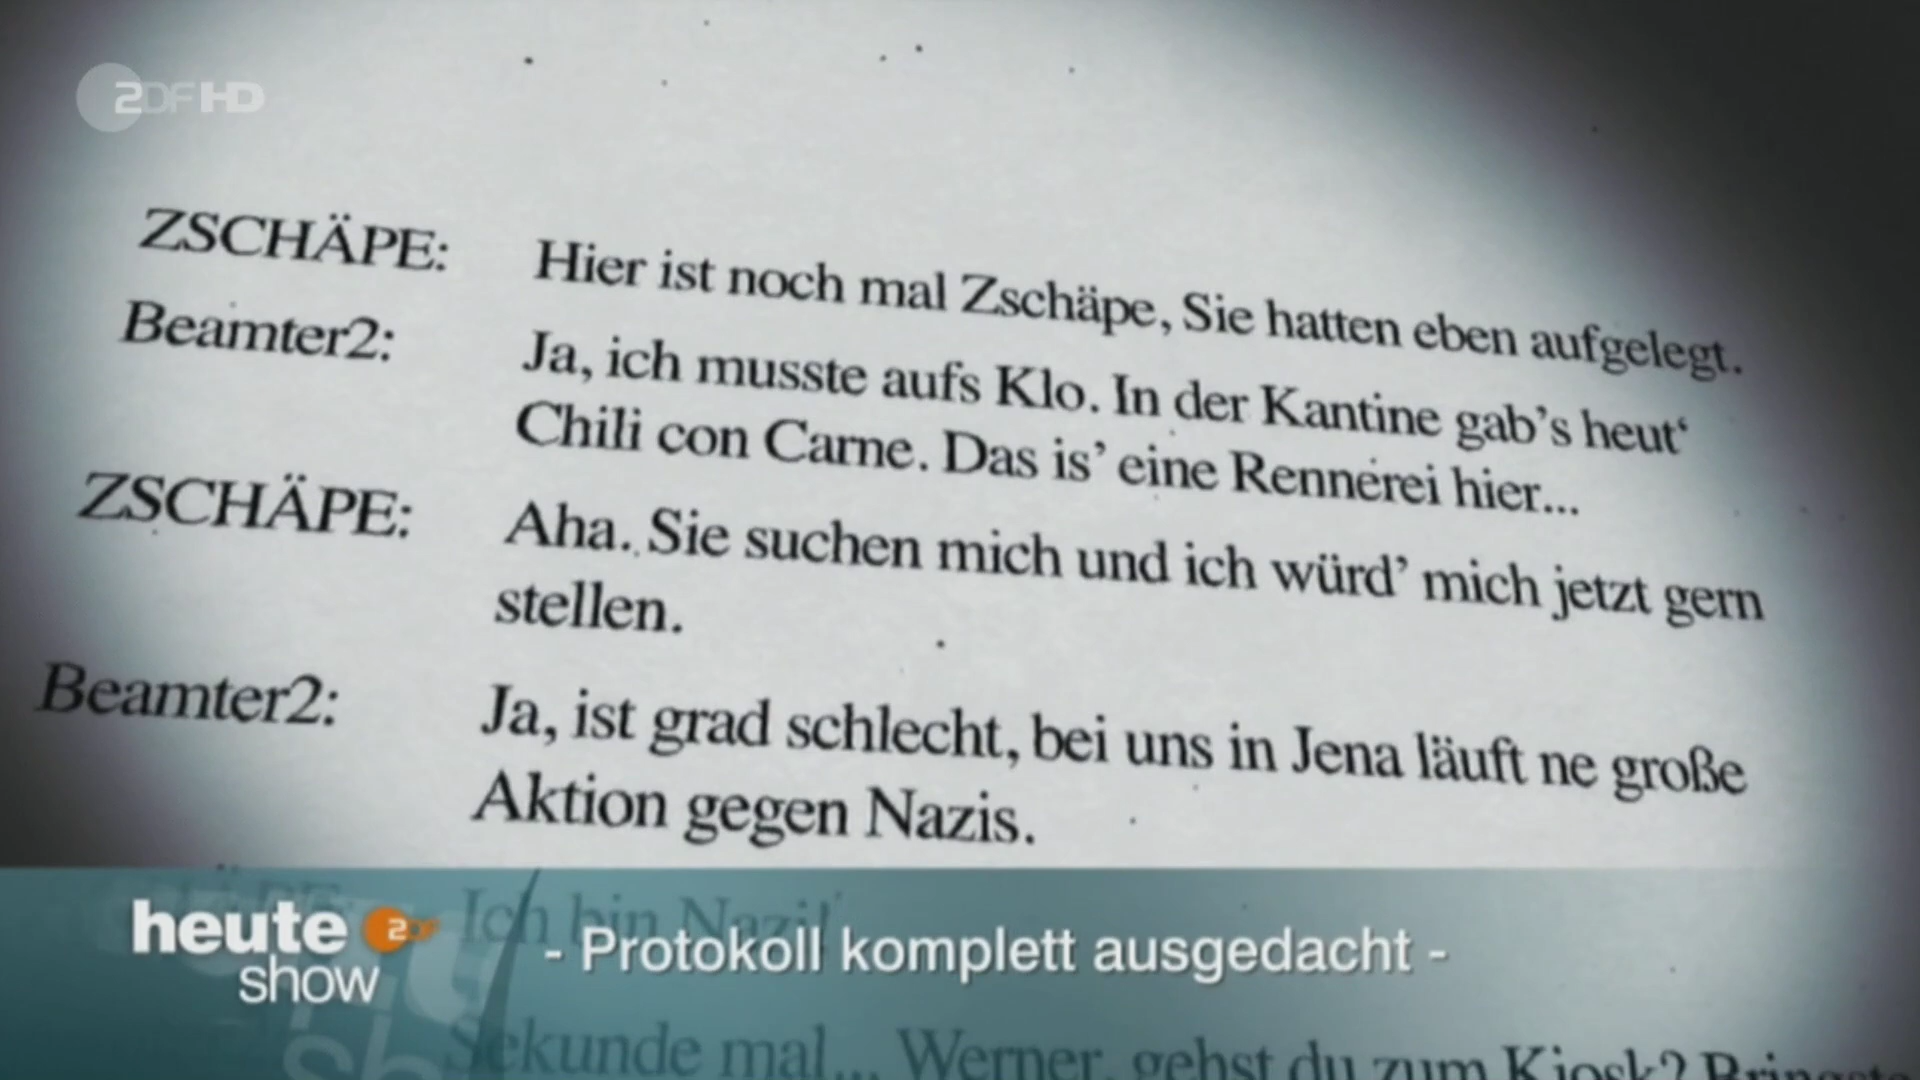 ZDF HD
ZSCHÄPE: Hier ist noch mal Zschäpe, Sie hatten eben aufgelegt.
Beamter2: Ja, ich musste aufs Klo. In der Kantine gab’s heut‘
Chili con Carne. Das is’ eine Rennerei hier...
ZSCHÄPE: Aha. Sie suchen mich und ich würd’ mich jetzt gern
stellen.
Beamter2: Ja, ist grad schlecht, bei uns in Jena läuft ne große
Aktion gegen Nazis.
Ich bin Nazi!
heute ZDF
show
- Protokoll komplett ausgedacht -
Sekunde mal... Werner, gehst du zum Kiosk?